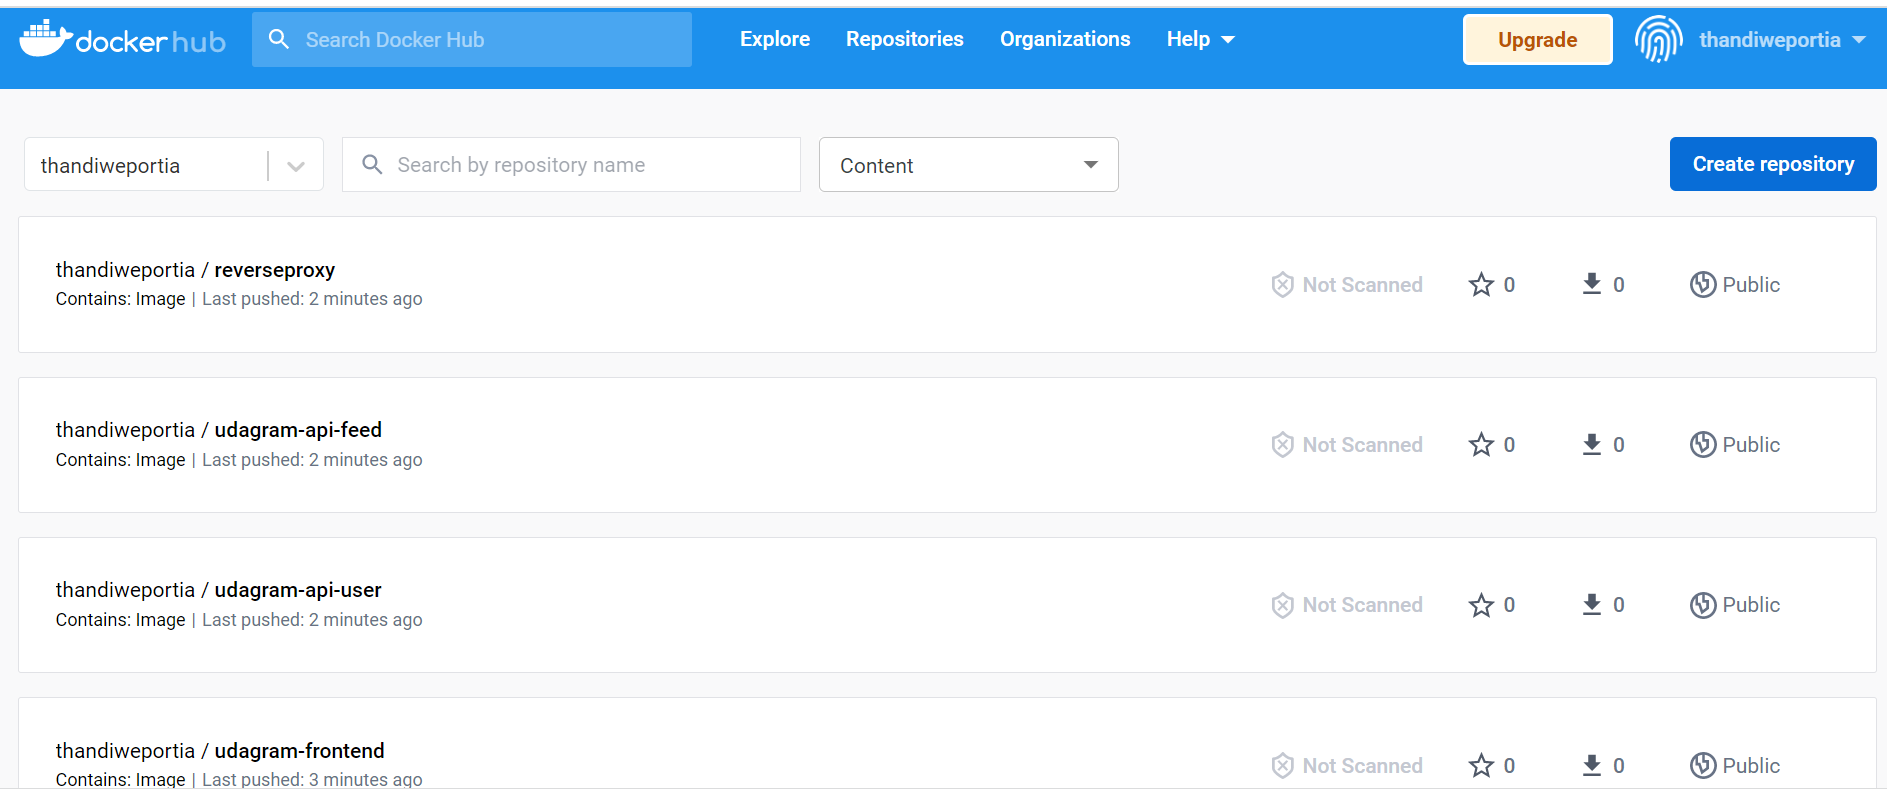 docker hub Search Docker Hub Explore Repositories Organizations Help Upgrade thandiweportia
thandiweportia Search by repository name Content Create repository
thandiweportia / reverseproxy
Contains: Image | Last pushed: 2 minutes ago
Not Scanned 0 0 Public
thandiweportia / udagram-api-feed
Contains: Image | Last pushed: 2 minutes ago
Not Scanned 0 0 Public
thandiweportia / udagram-api-user
Contains: Image | Last pushed: 2 minutes ago
Not Scanned 0 0 Public
thandiweportia / udagram-frontend
Contains: Image | Last pushed: 3 minutes ago
Not Scanned 0 0 Public